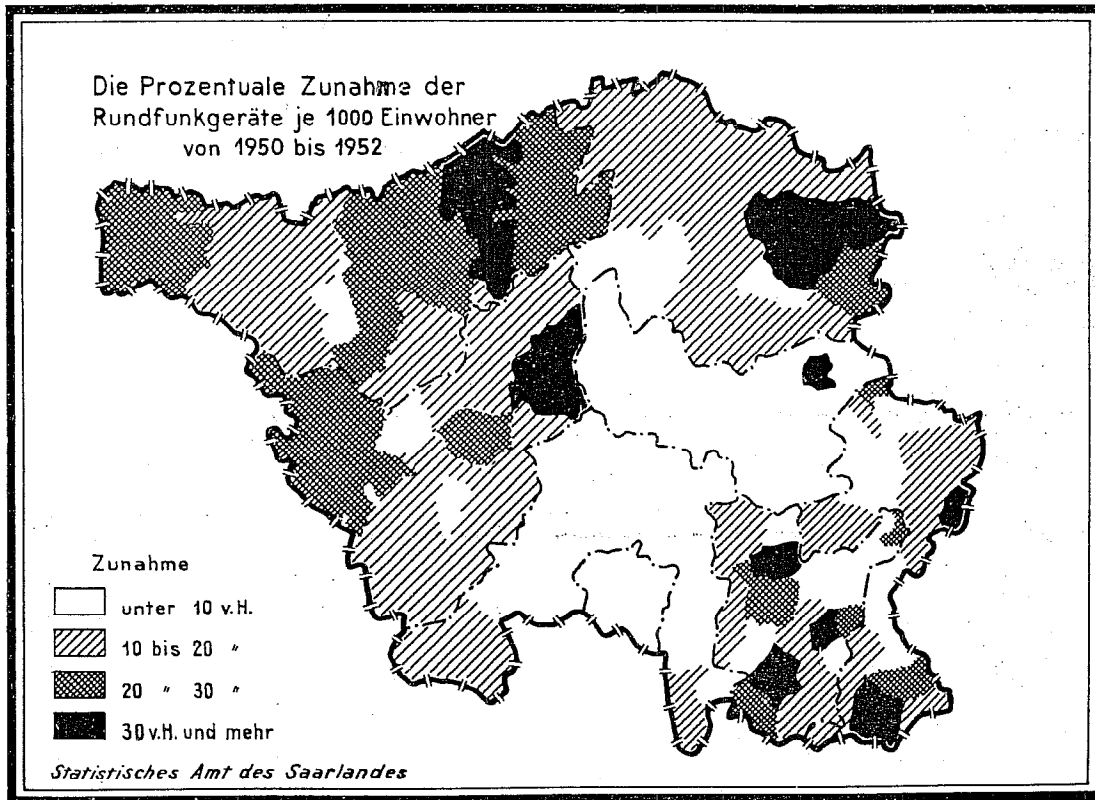 Die Prozentuale Zunahme der
Rundfunkgeräte je 1000 Einwohner
von 1950 bis 1952
Zunahme
unter 10 v.H.
10 bis 20 "
20 " 30 "
30 v.H. und mehr
Statistisches Amt des Saarlandes